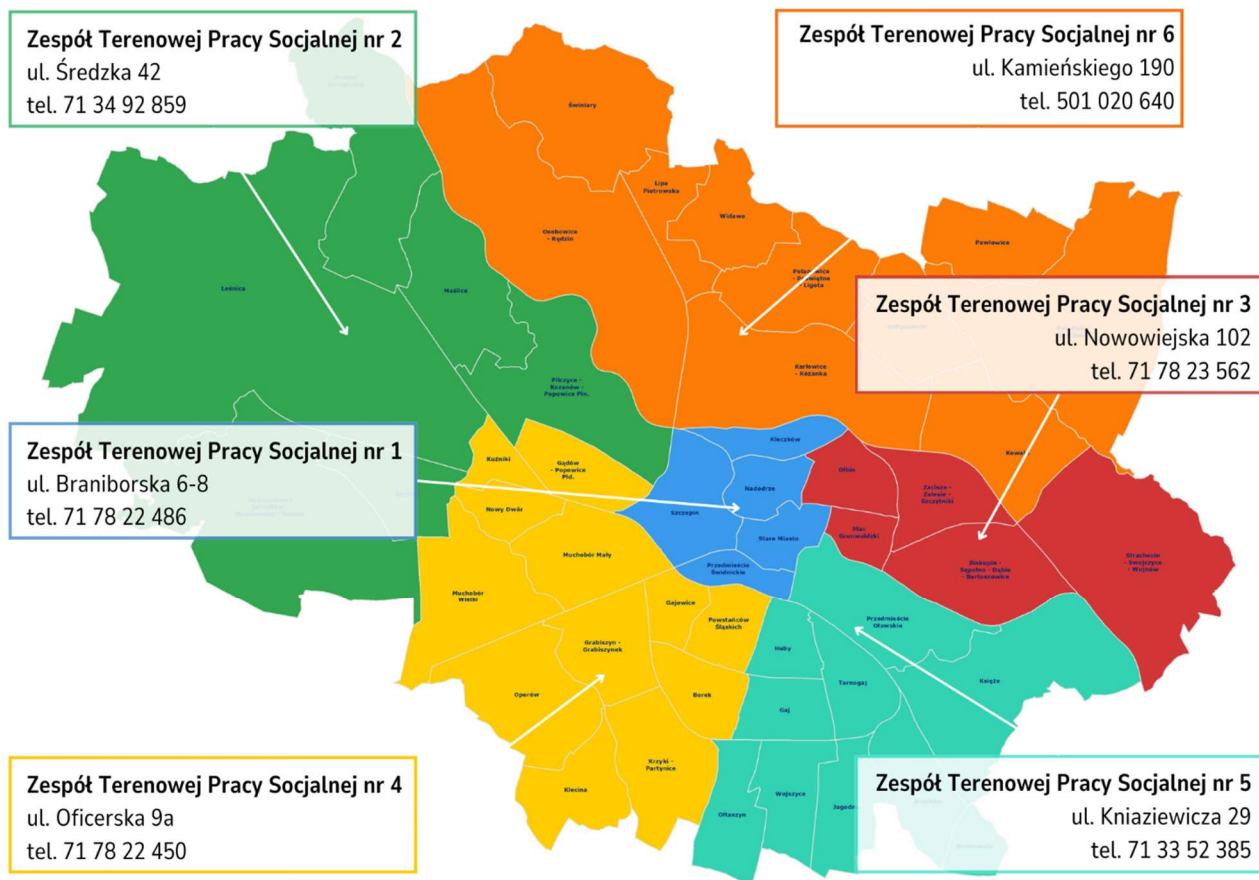 Zespół Terenowej Pracy Socjalnej nr 2
ul. Średzka 42
tel. 71 34 92 859
Zespół Terenowej Pracy Socjalnej nr 6
ul. Kamieńskiego 190
tel. 501 020 640
Świniary
Lipa
Piotrowska
Widawa
Osobowice
- Rędzin
Pawłowice
Polanowice
- Poświętne
- Ligota
Leśnica
Maślice
Zespół Terenowej Pracy Socjalnej nr 3
ul. Nowowiejska 102
tel. 71 78 23 562
Karłowice
- Różanka
Pilczyce -
Kozanów -
Popowice Płn.
Zespół Terenowej Pracy Socjalnej nr 1
ul. Braniborska 6-8
tel. 71 78 22 486
Kleczków
Kuźniki
Gądów
- Popowice
Płd.
Ołbin
Kowale
Nadodrze
Zacisze -
Zalesie -
Szczytniki
Nowy Dwór
Szczepin
Stare Miasto
Plac
Grunwaldzki
Muchobór Mały
Przedmieście
Świdnickie
Biskupin -
Sępolno - Dąbie
- Bartoszowice
Strachocin
- Swojczyce
- Wojnów
Muchobór
Wielki
Gajowice
Powstańców
Śląskich
Przedmieście
Oławskie
Grabiszyn -
Grabiszynek
Huby
Tarnogaj
Księże
Oporów
Borek
Gaj
Krzyki -
Partynice
Klecina
Ołtaszyn
Wojszyce
Zespół Terenowej Pracy Socjalnej nr 4
ul. Oficerska 9a
tel. 71 78 22 450
Zespół Terenowej Pracy Socjalnej nr 5
ul. Kniaziewicza 29
tel. 71 33 52 385